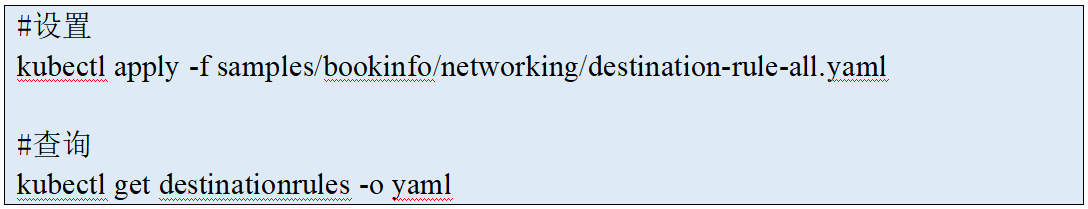 #设置
kubectl apply -f samples/bookinfo/networking/destination-rule-all.yaml
#查询
kubectl get destinationrules -o yaml